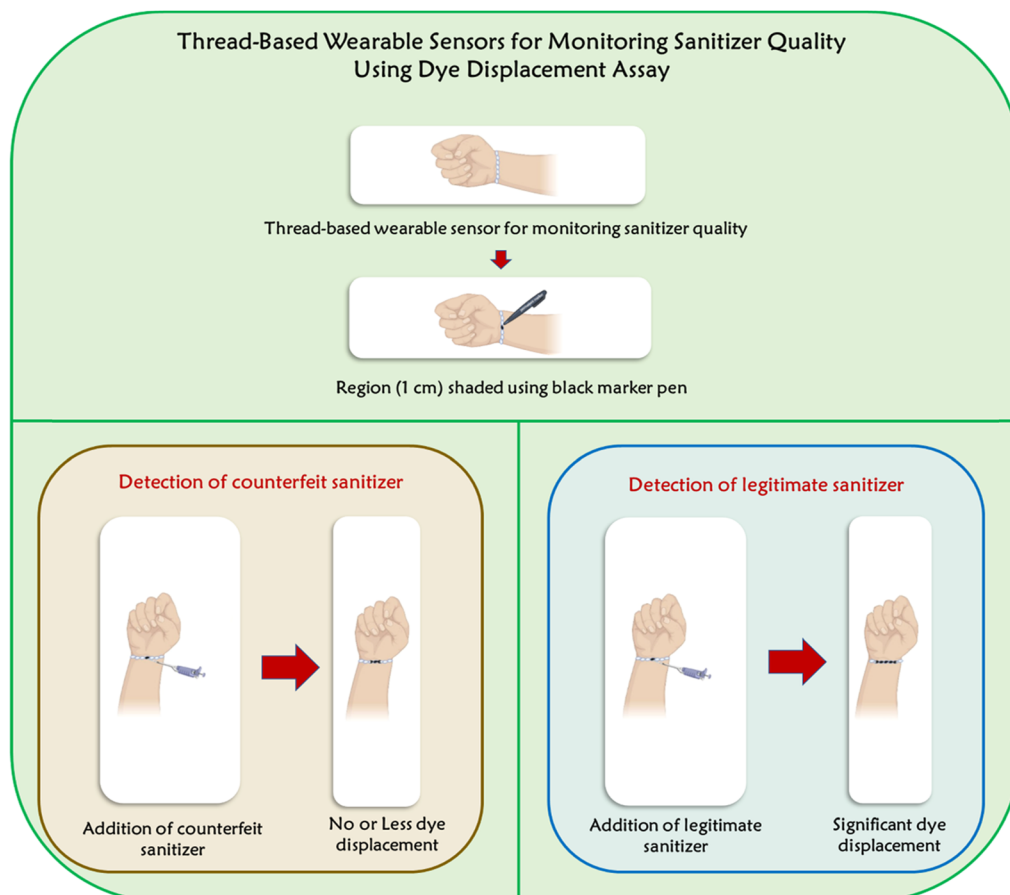 Thread-Based Wearable Sensors for Monitoring Sanitizer Quality
Using Dye Displacement Assay
Thread-based wearable sensor for monitoring sanitizer quality
Region (1 cm) shaded using black marker pen
Detection of counterfeit sanitizer
Addition of counterfeit
sanitizer
No or Less dye
displacement
Detection of legitimate sanitizer
Addition of legitimate
sanitizer
Significant dye
displacement